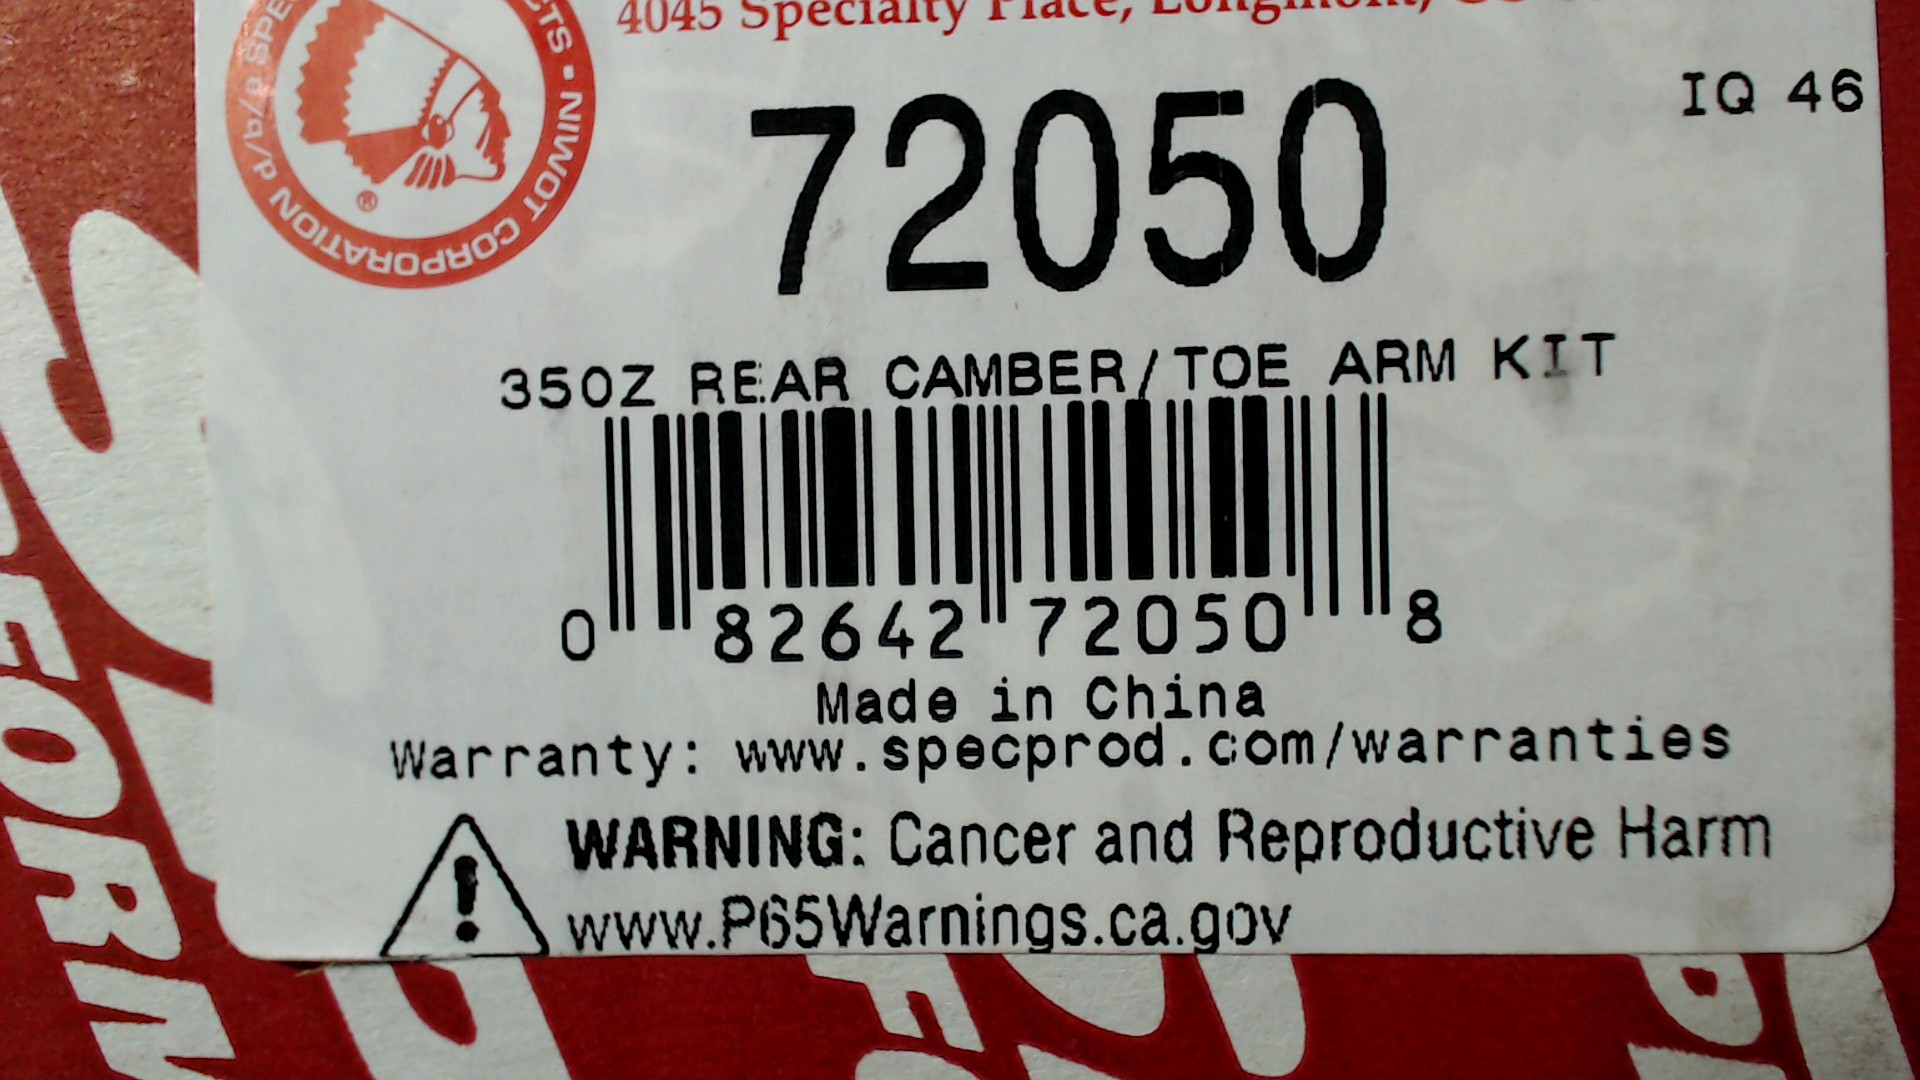 4045 Specialty Place, Longmont,
NIWOT CORPORATION d/b/a
®
72050
IQ 46
350Z REAR CAMBER/TOE ARM KIT
0 82642 72050 8
Made in China
Warranty: www.specprod.com/warranties
WARNING: Cancer and Reproductive Harm
www.P65Warnings.ca.gov